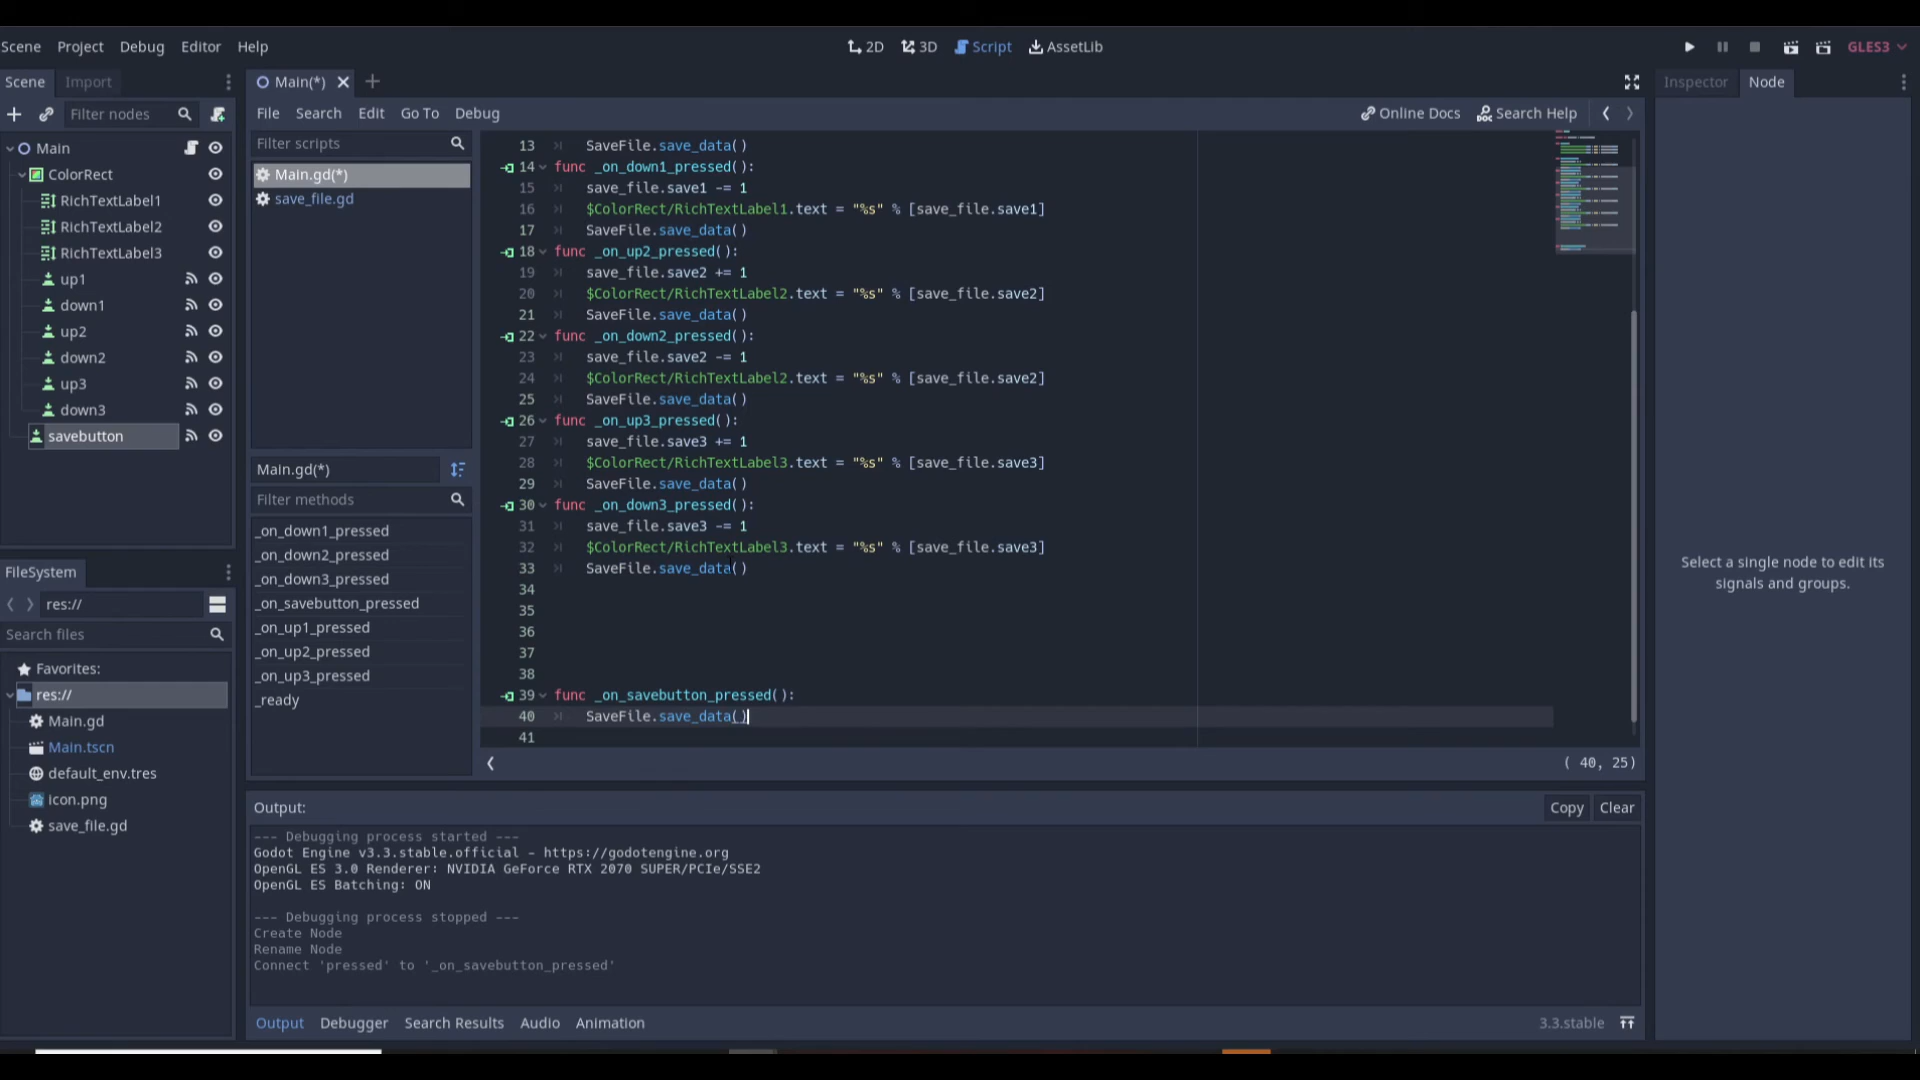 Scene Project Debug Editor Help
2D 3D Script AssetLib
GLES3
Scene Import
Filter nodes
Main
ColorRect
RichTextLabel1
RichTextLabel2
RichTextLabel3
up1
down1
up2
down2
up3
down3
savebutton
FileSystem
res://
Search files
Favorites:
res://
Main.gd
Main.tscn
default_env.tres
icon.png
save_file.gd
Main(*)
File Search Edit Go To Debug
Online Docs Search Help
Filter scripts
Main.gd(*)
save_file.gd
Main.gd(*)
Filter methods
_on_down1_pressed
_on_down2_pressed
_on_down3_pressed
_on_savebutton_pressed
_on_up1_pressed
_on_up2_pressed
_on_up3_pressed
_ready
13 SaveFile.save_data()
14 func _on_down1_pressed():
15 save_file.save1 -= 1
16 $ColorRect/RichTextLabel1.text = "%s" % [save_file.save1]
17 SaveFile.save_data()
18 func _on_up2_pressed():
19 save_file.save2 += 1
20 $ColorRect/RichTextLabel2.text = "%s" % [save_file.save2]
21 SaveFile.save_data()
22 func _on_down2_pressed():
23 save_file.save2 -= 1
24 $ColorRect/RichTextLabel2.text = "%s" % [save_file.save2]
25 SaveFile.save_data()
26 func _on_up3_pressed():
27 save_file.save3 += 1
28 $ColorRect/RichTextLabel3.text = "%s" % [save_file.save3]
29 SaveFile.save_data()
30 func _on_down3_pressed():
31 save_file.save3 -= 1
32 $ColorRect/RichTextLabel3.text = "%s" % [save_file.save3]
33 SaveFile.save_data()
34
35
36
37
38
39 func _on_savebutton_pressed():
40 SaveFile.save_data()
41
( 40, 25)
Output:
Copy Clear
--- Debugging process started ---
Godot Engine v3.3.stable.official - https://godotengine.org
OpenGL ES 3.0 Renderer: NVIDIA GeForce RTX 2070 SUPER/PCIe/SSE2
OpenGL ES Batching: ON
--- Debugging process stopped ---
Create Node
Rename Node
Connect 'pressed' to '_on_savebutton_pressed'
Output Debugger Search Results Audio Animation
3.3.stable
Inspector Node
Select a single node to edit its
signals and groups.